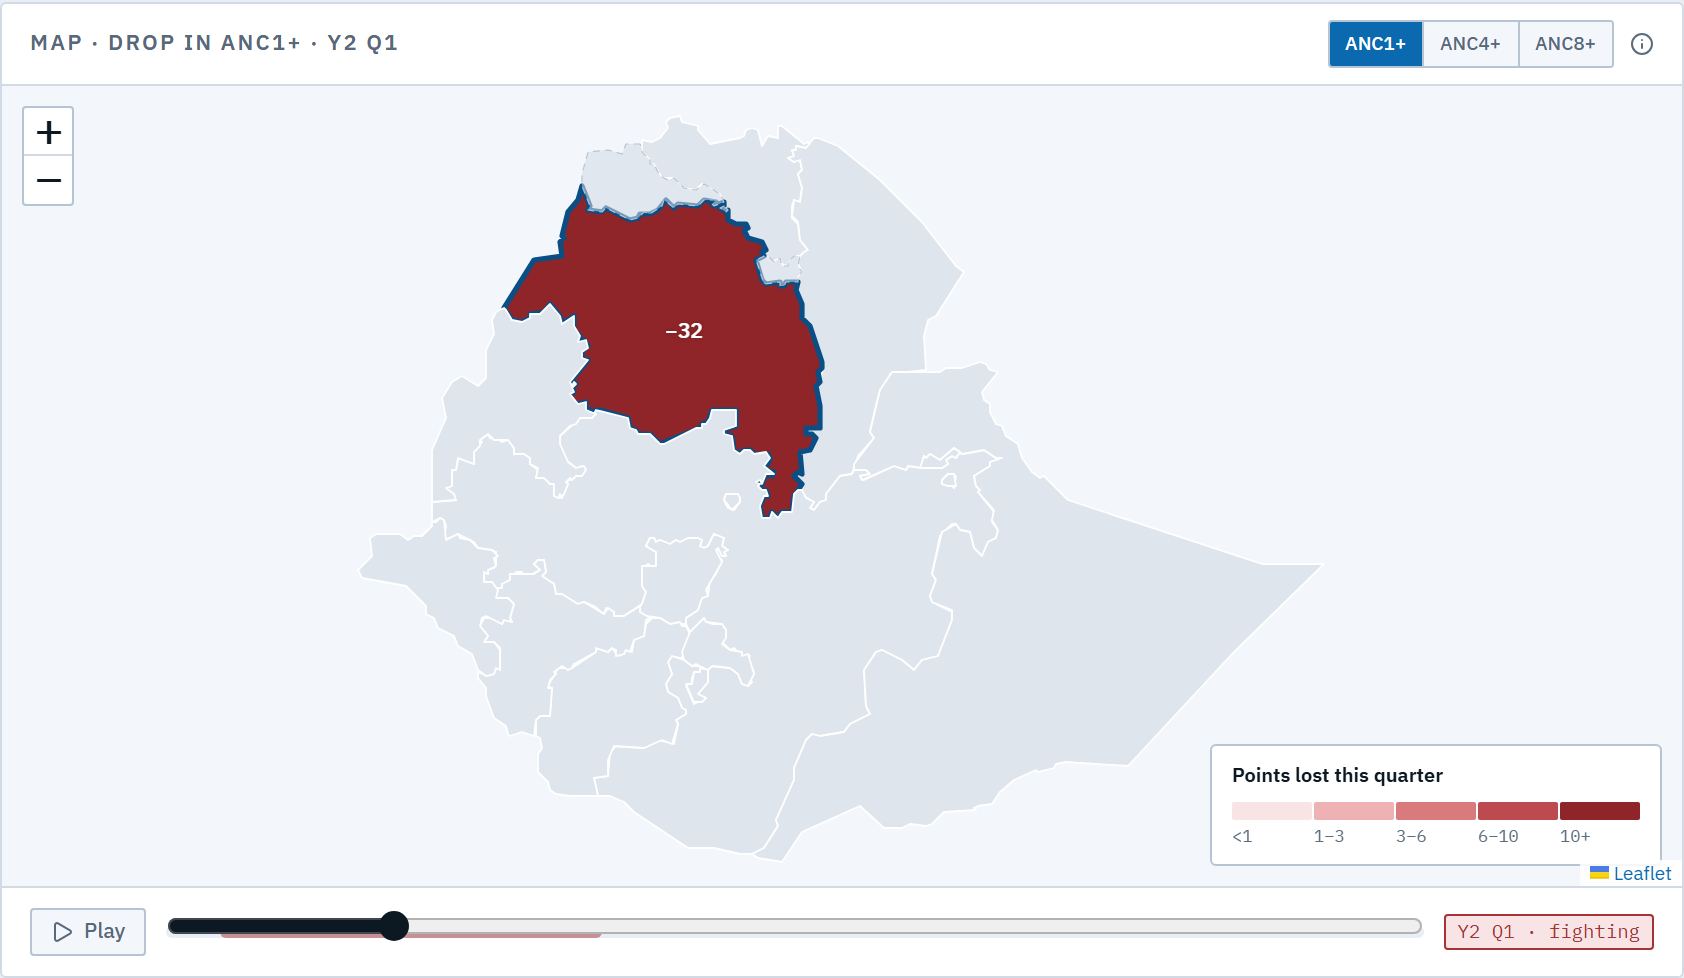 MAP · DROP IN ANC1+ · Y2 Q1
ANC1+ ANC4+ ANC8+
+
−
−32
Points lost this quarter
<1 1–3 3–6 6–10 10+
Leaflet
Play
Y2 Q1 · fighting